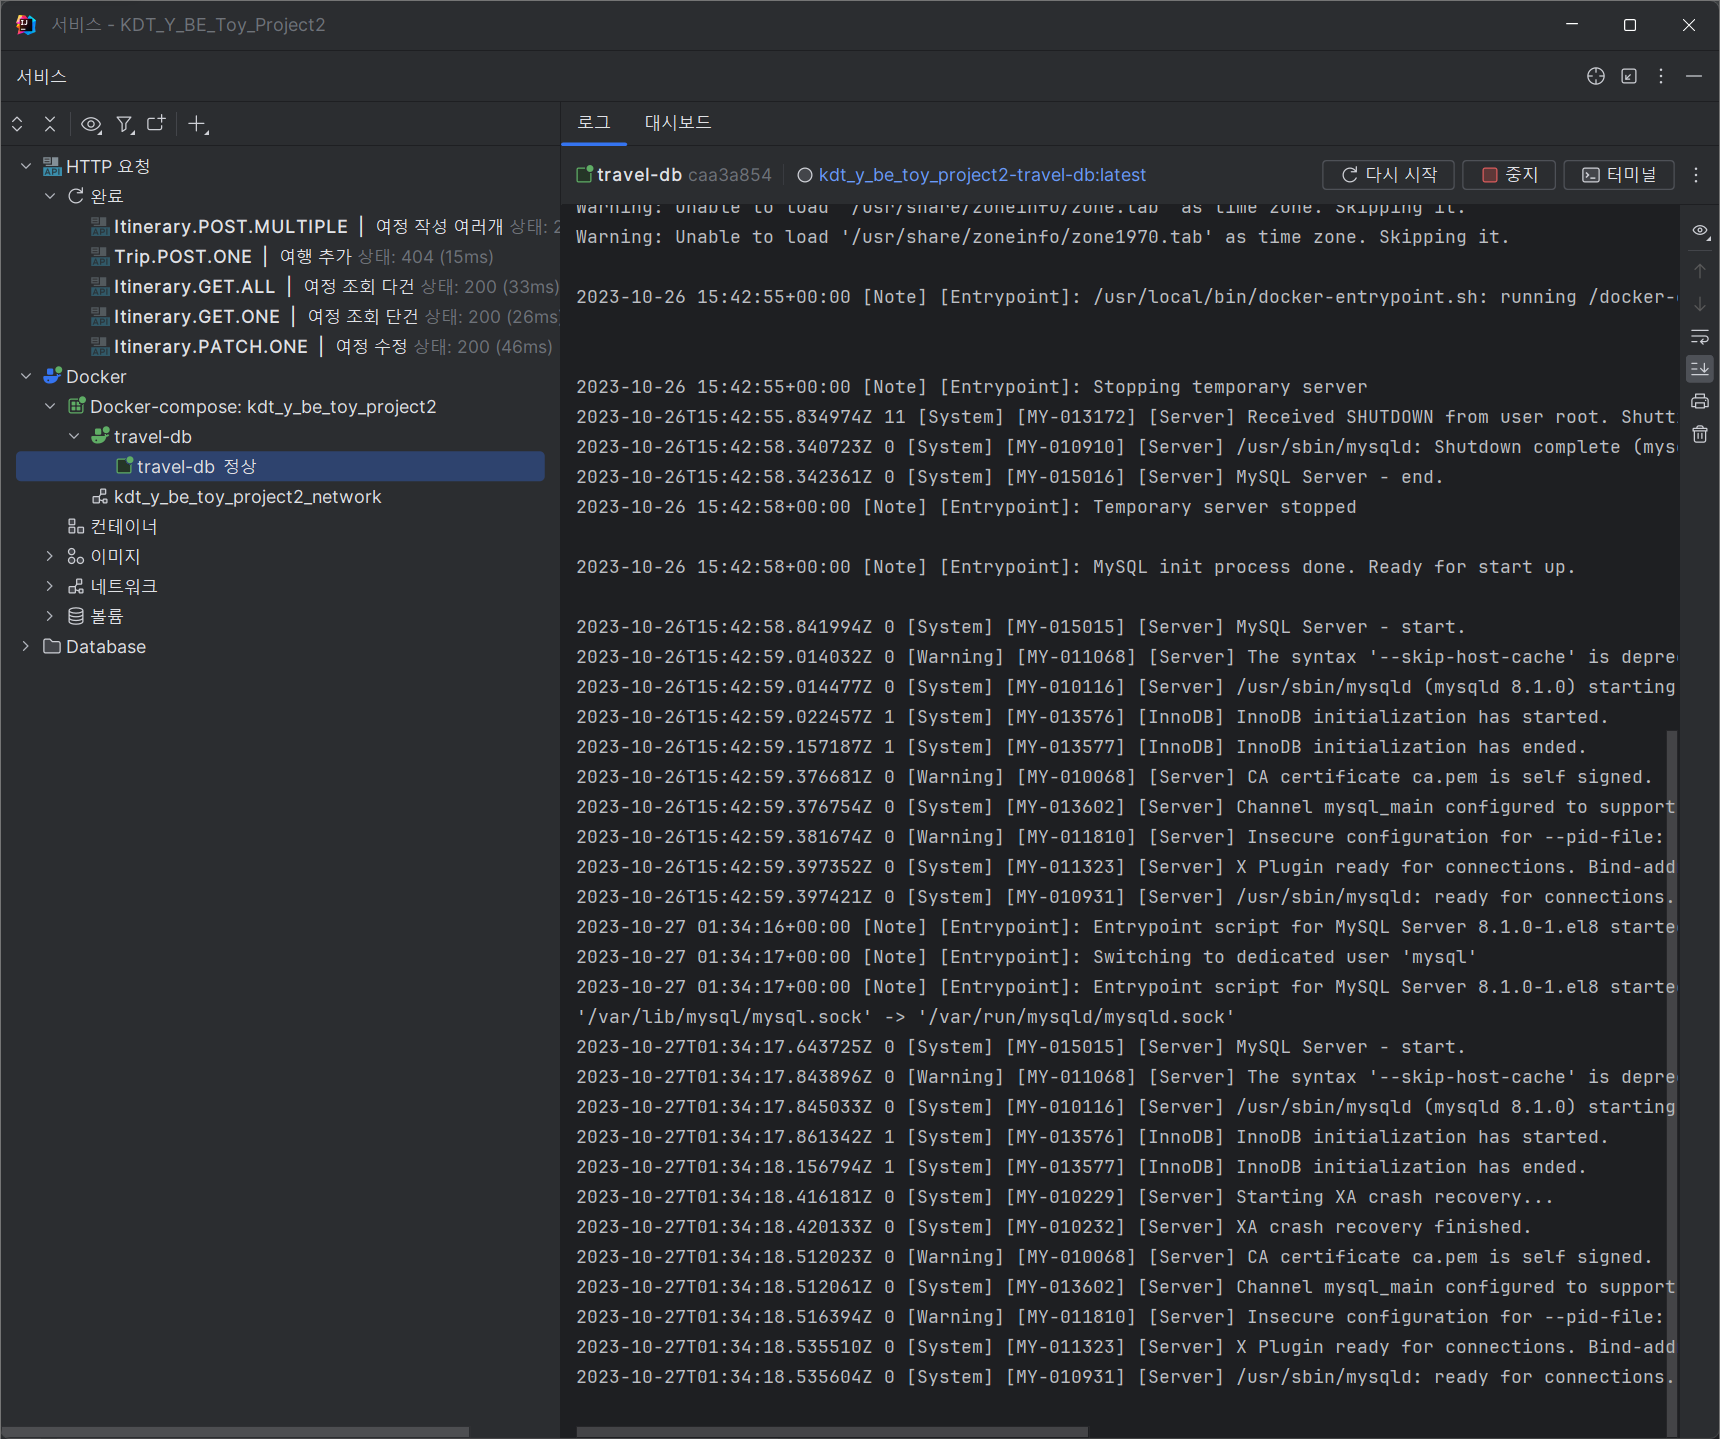 서비스 - KDT_Y_BE_Toy_Project2
서비스
로그 대시보드
HTTP 요청
완료
Itinerary.POST.MULTIPLE | 여정 작성 여러개 상태: 2
Trip.POST.ONE | 여행 추가 상태: 404 (15ms)
Itinerary.GET.ALL | 여정 조회 다건 상태: 200 (33ms)
Itinerary.GET.ONE | 여정 조회 단건 상태: 200 (26ms
Itinerary.PATCH.ONE | 여정 수정 상태: 200 (46ms)
Docker
Docker-compose: kdt_y_be_toy_project2
travel-db
travel-db 정상
kdt_y_be_toy_project2_network
컨테이너
이미지
네트워크
볼륨
Database
travel-db caa3a854 kdt_y_be_toy_project2-travel-db:latest 다시 시작 중지 터미널
Warning: Unable to load '/usr/share/zoneinfo/zone.tab' as time zone. Skipping it.
Warning: Unable to load '/usr/share/zoneinfo/zone1970.tab' as time zone. Skipping it.
2023-10-26 15:42:55+00:00 [Note] [Entrypoint]: /usr/local/bin/docker-entrypoint.sh: running /docker-
2023-10-26 15:42:55+00:00 [Note] [Entrypoint]: Stopping temporary server
2023-10-26T15:42:55.834974Z 11 [System] [MY-013172] [Server] Received SHUTDOWN from user root. Shutt
2023-10-26T15:42:58.340723Z 0 [System] [MY-010910] [Server] /usr/sbin/mysqld: Shutdown complete (mys
2023-10-26T15:42:58.342361Z 0 [System] [MY-015016] [Server] MySQL Server - end.
2023-10-26 15:42:58+00:00 [Note] [Entrypoint]: Temporary server stopped
2023-10-26 15:42:58+00:00 [Note] [Entrypoint]: MySQL init process done. Ready for start up.
2023-10-26T15:42:58.841994Z 0 [System] [MY-015015] [Server] MySQL Server - start.
2023-10-26T15:42:59.014032Z 0 [Warning] [MY-011068] [Server] The syntax '--skip-host-cache' is depre
2023-10-26T15:42:59.014477Z 0 [System] [MY-010116] [Server] /usr/sbin/mysqld (mysqld 8.1.0) starting
2023-10-26T15:42:59.022457Z 1 [System] [MY-013576] [InnoDB] InnoDB initialization has started.
2023-10-26T15:42:59.157187Z 1 [System] [MY-013577] [InnoDB] InnoDB initialization has ended.
2023-10-26T15:42:59.376681Z 0 [Warning] [MY-010068] [Server] CA certificate ca.pem is self signed.
2023-10-26T15:42:59.376754Z 0 [System] [MY-013602] [Server] Channel mysql_main configured to support
2023-10-26T15:42:59.381674Z 0 [Warning] [MY-011810] [Server] Insecure configuration for --pid-file:
2023-10-26T15:42:59.397352Z 0 [System] [MY-011323] [Server] X Plugin ready for connections. Bind-add
2023-10-26T15:42:59.397421Z 0 [System] [MY-010931] [Server] /usr/sbin/mysqld: ready for connections.
2023-10-27 01:34:16+00:00 [Note] [Entrypoint]: Entrypoint script for MySQL Server 8.1.0-1.el8 starte
2023-10-27 01:34:17+00:00 [Note] [Entrypoint]: Switching to dedicated user 'mysql'
2023-10-27 01:34:17+00:00 [Note] [Entrypoint]: Entrypoint script for MySQL Server 8.1.0-1.el8 starte
'/var/lib/mysql/mysql.sock' -> '/var/run/mysqld/mysqld.sock'
2023-10-27T01:34:17.643725Z 0 [System] [MY-015015] [Server] MySQL Server - start.
2023-10-27T01:34:17.843896Z 0 [Warning] [MY-011068] [Server] The syntax '--skip-host-cache' is depre
2023-10-27T01:34:17.845033Z 0 [System] [MY-010116] [Server] /usr/sbin/mysqld (mysqld 8.1.0) starting
2023-10-27T01:34:17.861342Z 1 [System] [MY-013576] [InnoDB] InnoDB initialization has started.
2023-10-27T01:34:18.156794Z 1 [System] [MY-013577] [InnoDB] InnoDB initialization has ended.
2023-10-27T01:34:18.416181Z 0 [System] [MY-010229] [Server] Starting XA crash recovery...
2023-10-27T01:34:18.420133Z 0 [System] [MY-010232] [Server] XA crash recovery finished.
2023-10-27T01:34:18.512023Z 0 [Warning] [MY-010068] [Server] CA certificate ca.pem is self signed.
2023-10-27T01:34:18.512061Z 0 [System] [MY-013602] [Server] Channel mysql_main configured to support
2023-10-27T01:34:18.516394Z 0 [Warning] [MY-011810] [Server] Insecure configuration for --pid-file:
2023-10-27T01:34:18.535510Z 0 [System] [MY-011323] [Server] X Plugin ready for connections. Bind-add
2023-10-27T01:34:18.535604Z 0 [System] [MY-010931] [Server] /usr/sbin/mysqld: ready for connections.